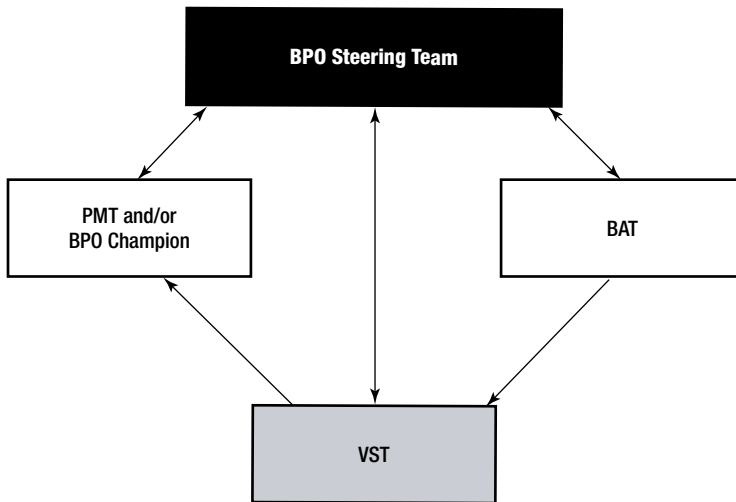 BPO Steering Team
PMT and/or
BPO Champion
BAT
VST